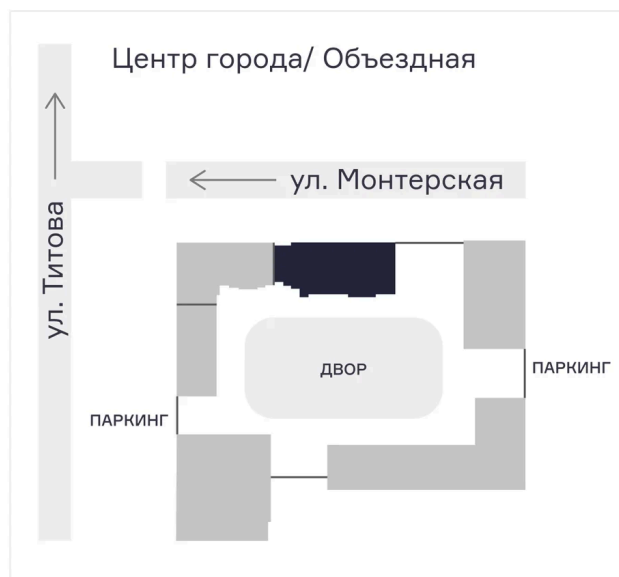 Центр города/ Объездная
ул. Монтерская
ул. Титова
ДВОР
ПАРКИНГ
ПАРКИНГ